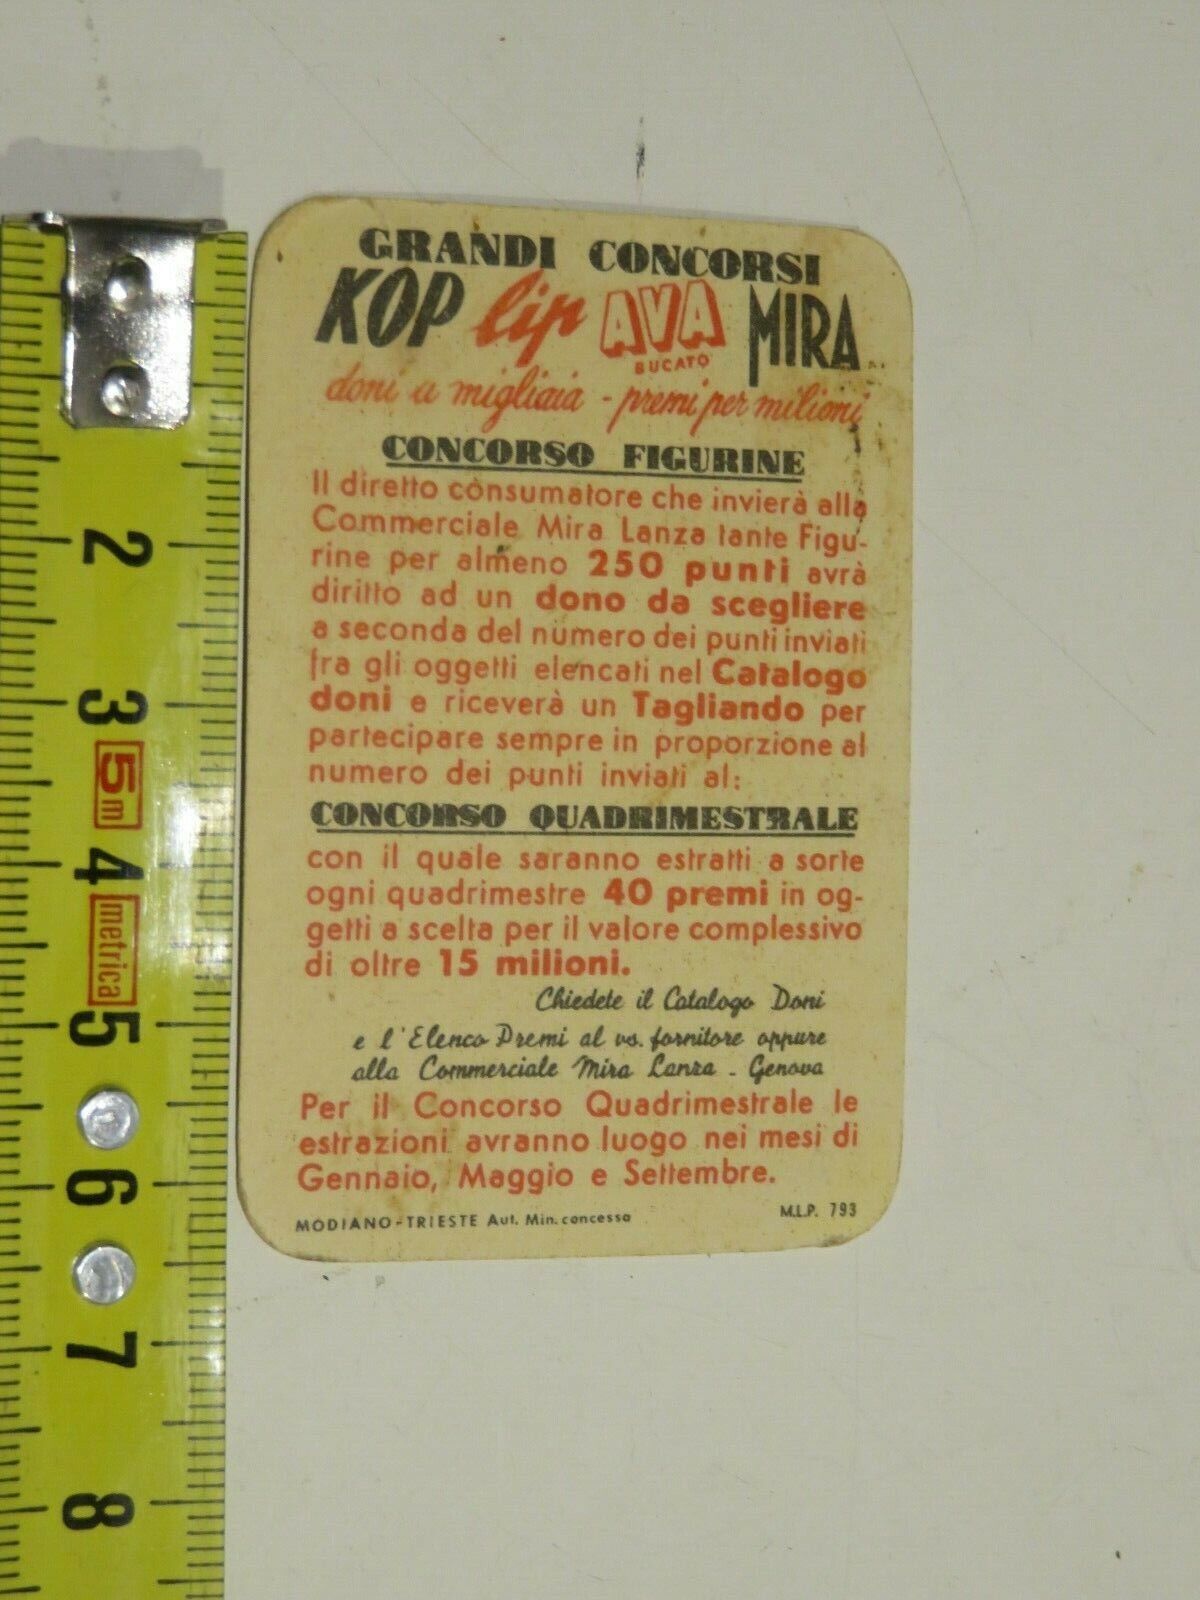 GRANDI CONCORSI
KOP lip AVA MIRA
BUCATO
doni a migliaia - premi per milioni
CONCORSO FIGURINE
Il diretto consumatore che invierà alla
Commerciale Mira Lanza tante Figu-
rine per almeno 250 punti avrà
diritto ad un dono da scegliere
a seconda del numero dei punti inviati
fra gli oggetti elencati nel Catalogo
doni e riceverà un Tagliando per
partecipare sempre in proporzione al
numero dei punti inviati al:
CONCORSO QUADRIMESTRALE
con il quale saranno estratti a sorte
ogni quadrimestre 40 premi in og-
getti a scelta per il valore complessivo
di oltre 15 milioni.
Chiedete il Catalogo Doni
e l'Elenco Premi al vs. fornitore oppure
alla Commerciale Mira Lanza - Genova
Per il Concorso Quadrimestrale le
estrazioni avranno luogo nei mesi di
Gennaio, Maggio e Settembre.
MODIANO-TRIESTE Aut. Min. concessa M.L.P. 793
2
3
5m
4
metrica
5
6
7
8